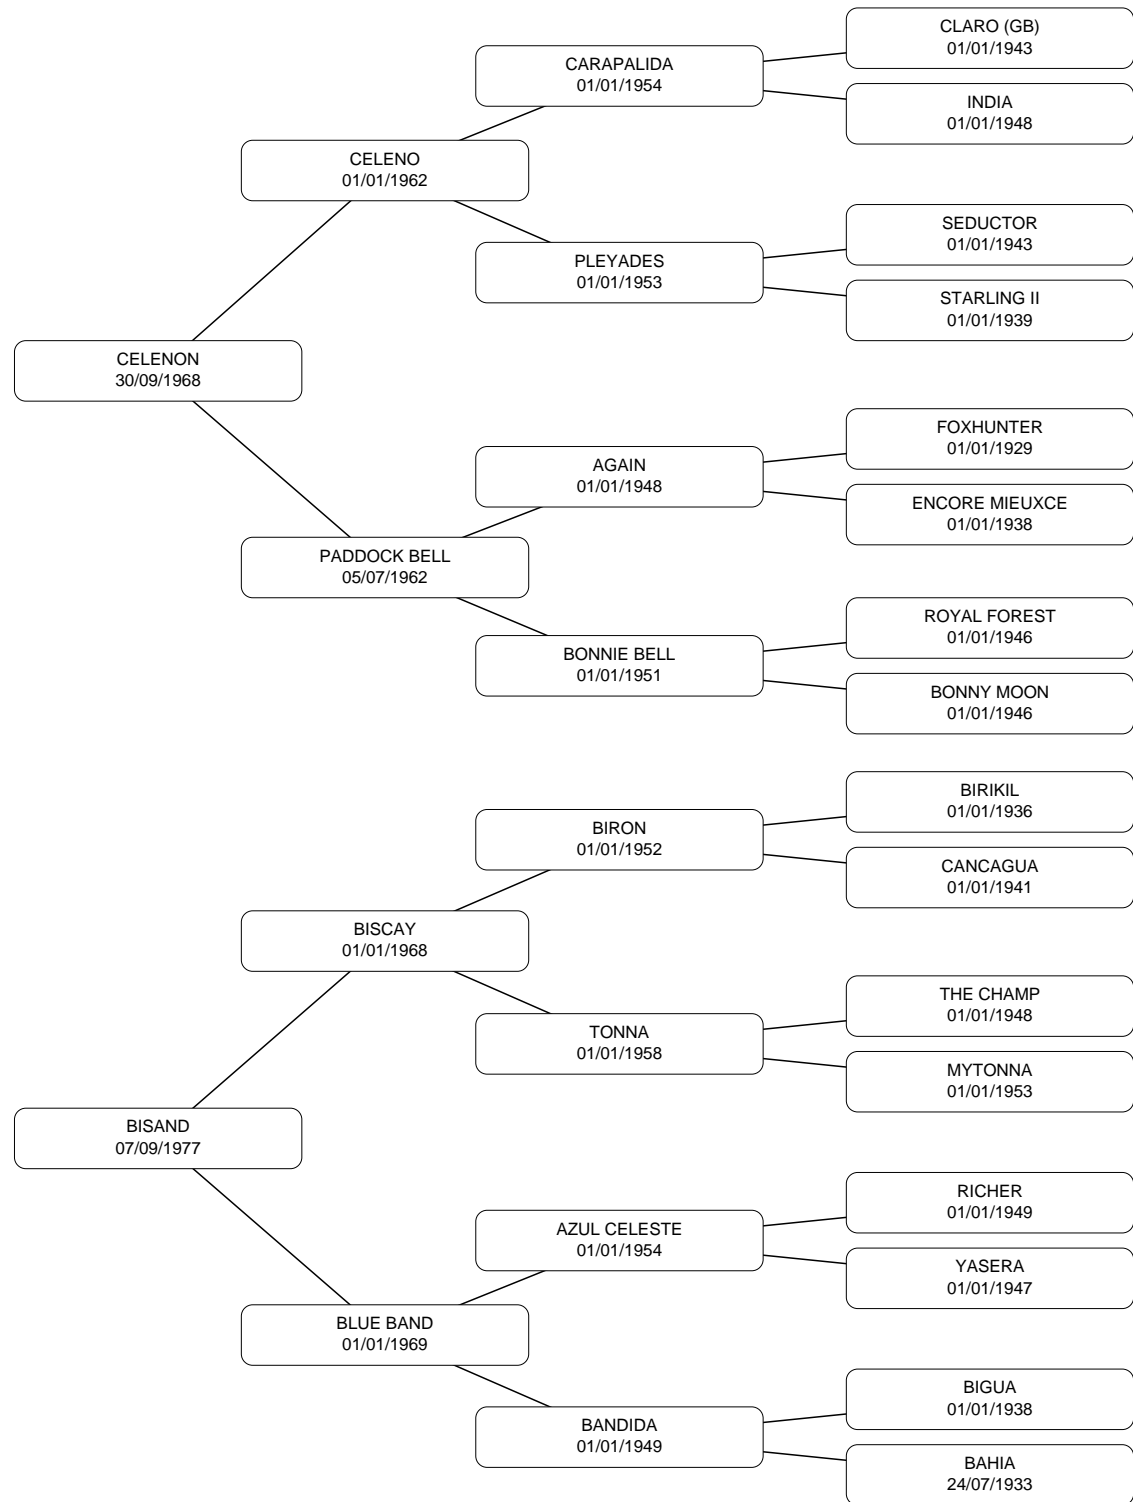 CLARO (GB)
01/01/1943
CARAPALIDA
01/01/1954
INDIA
01/01/1948
CELENO
01/01/1962
SEDUCTOR
01/01/1943
PLEYADES
01/01/1953
STARLING II
01/01/1939
CELENON
30/09/1968
FOXHUNTER
01/01/1929
AGAIN
01/01/1948
ENCORE MIEUXCE
01/01/1938
PADDOCK BELL
05/07/1962
ROYAL FOREST
01/01/1946
BONNIE BELL
01/01/1951
BONNY MOON
01/01/1946
BIRIKIL
01/01/1936
BIRON
01/01/1952
CANCAGUA
01/01/1941
BISCAY
01/01/1968
THE CHAMP
01/01/1948
TONNA
01/01/1958
MYTONNA
01/01/1953
BISAND
07/09/1977
RICHER
01/01/1949
AZUL CELESTE
01/01/1954
YASERA
01/01/1947
BLUE BAND
01/01/1969
BIGUA
01/01/1938
BANDIDA
01/01/1949
BAHIA
24/07/1933